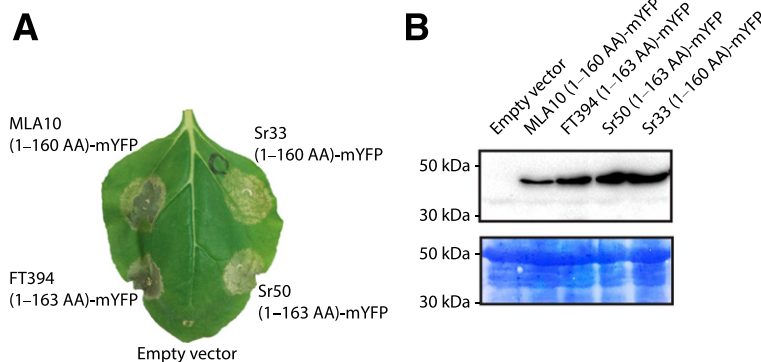 A
MLA10
(1–160 AA)-mYFP
Sr33
(1–160 AA)-mYFP
FT394
(1–163 AA)-mYFP
Sr50
(1–163 AA)-mYFP
Empty vector
B
Empty vector
MLA10 (1–160 AA)-mYFP
FT394 (1–163 AA)-mYFP
Sr50 (1–163 AA)-mYFP
Sr33 (1–160 AA)-mYFP
50 kDa
30 kDa
50 kDa
30 kDa